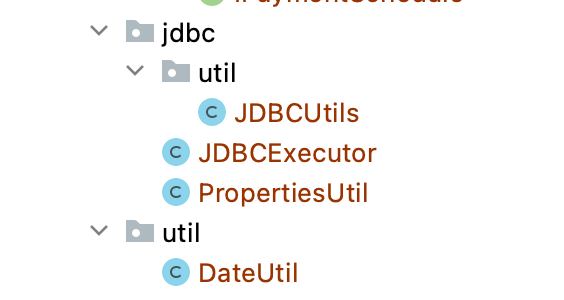 jdbc
util
C JDBCUtils
C JDBCExecutor
C PropertiesUtil
util
C DateUtil